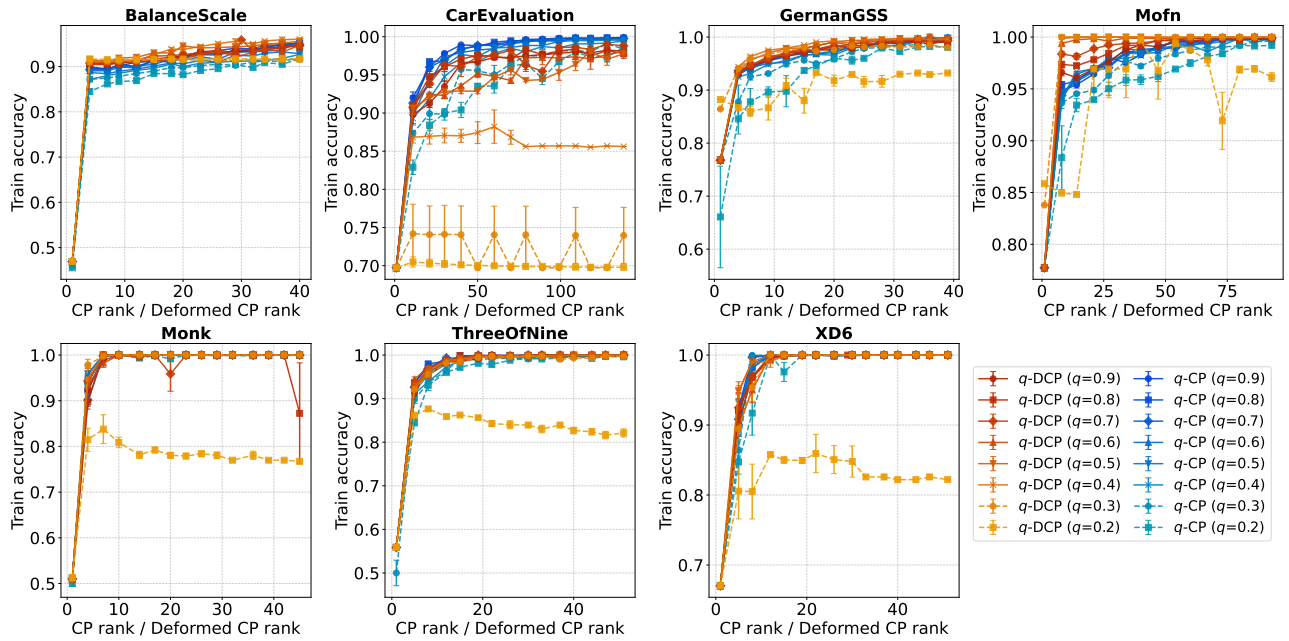 BalanceScale
Train accuracy
0.9
0.8
0.7
0.6
0.5
0 10 20 30 40
CP rank / Deformed CP rank
CarEvaluation
Train accuracy
1.00
0.95
0.90
0.85
0.80
0.75
0.70
0 50 100
CP rank / Deformed CP rank
GermanGSS
Train accuracy
1.0
0.9
0.8
0.7
0.6
0 10 20 30 40
CP rank / Deformed CP rank
Mofn
Train accuracy
1.00
0.95
0.90
0.85
0.80
0 25 50 75
CP rank / Deformed CP rank
Monk
Train accuracy
1.0
0.9
0.8
0.7
0.6
0.5
0 10 20 30 40
CP rank / Deformed CP rank
ThreeOfNine
Train accuracy
1.0
0.9
0.8
0.7
0.6
0.5
0 20 40
CP rank / Deformed CP rank
XD6
Train accuracy
1.0
0.9
0.8
0.7
0 20 40
CP rank / Deformed CP rank
q-DCP (q=0.9) q-CP (q=0.9)
q-DCP (q=0.8) q-CP (q=0.8)
q-DCP (q=0.7) q-CP (q=0.7)
q-DCP (q=0.6) q-CP (q=0.6)
q-DCP (q=0.5) q-CP (q=0.5)
q-DCP (q=0.4) q-CP (q=0.4)
q-DCP (q=0.3) q-CP (q=0.3)
q-DCP (q=0.2) q-CP (q=0.2)